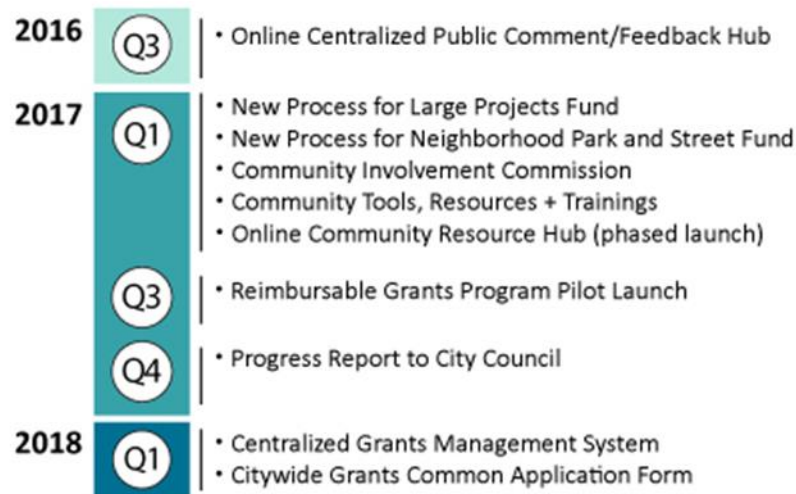 2016
Q3
• Online Centralized Public Comment/Feedback Hub
2017
Q1
• New Process for Large Projects Fund
• New Process for Neighborhood Park and Street Fund
• Community Involvement Commission
• Community Tools, Resources + Trainings
• Online Community Resource Hub (phased launch)
Q3
• Reimbursable Grants Program Pilot Launch
Q4
• Progress Report to City Council
2018
Q1
• Centralized Grants Management System
• Citywide Grants Common Application Form